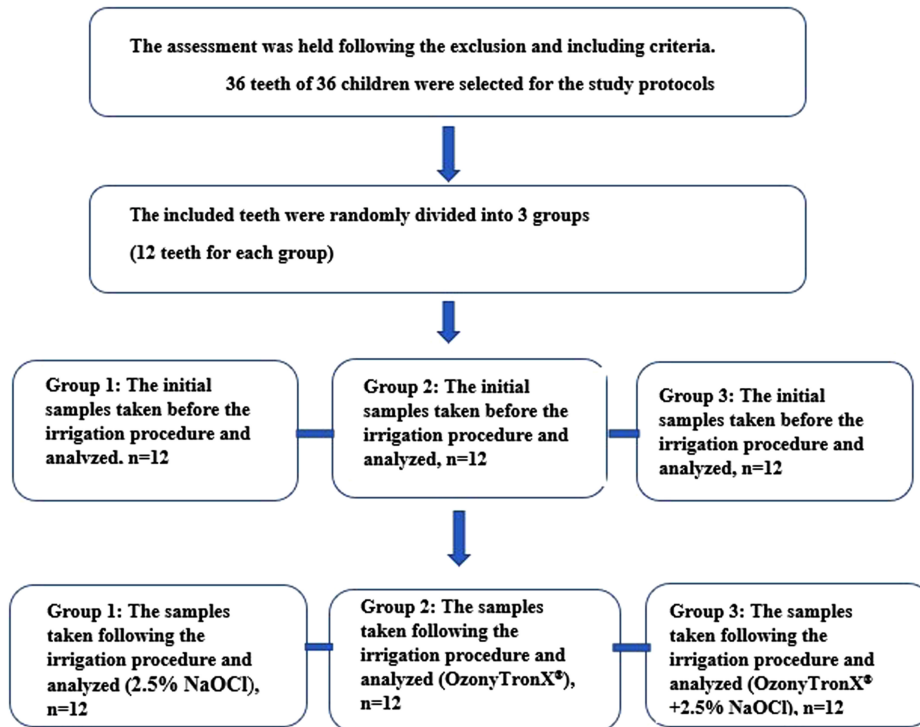 The assessment was held following the exclusion and including criteria.
36 teeth of 36 children were selected for the study protocols
The included teeth were randomly divided into 3 groups
(12 teeth for each group)
Group 1: The initial
samples taken before the
irrigation procedure and
analyzed. n=12
Group 2: The initial
samples taken before the
irrigation procedure and
analyzed, n=12
Group 3: The initial
samples taken before the
irrigation procedure and
analyzed, n=12
Group 1: The samples
taken following the
irrigation procedure and
analyzed (2.5% NaOCl),
n=12
Group 2: The samples
taken following the
irrigation procedure and
analyzed (OzonyTronX®),
n=12
Group 3: The samples
taken following the
irrigation procedure and
analyzed (OzonyTronX®
+2.5% NaOCl), n=12